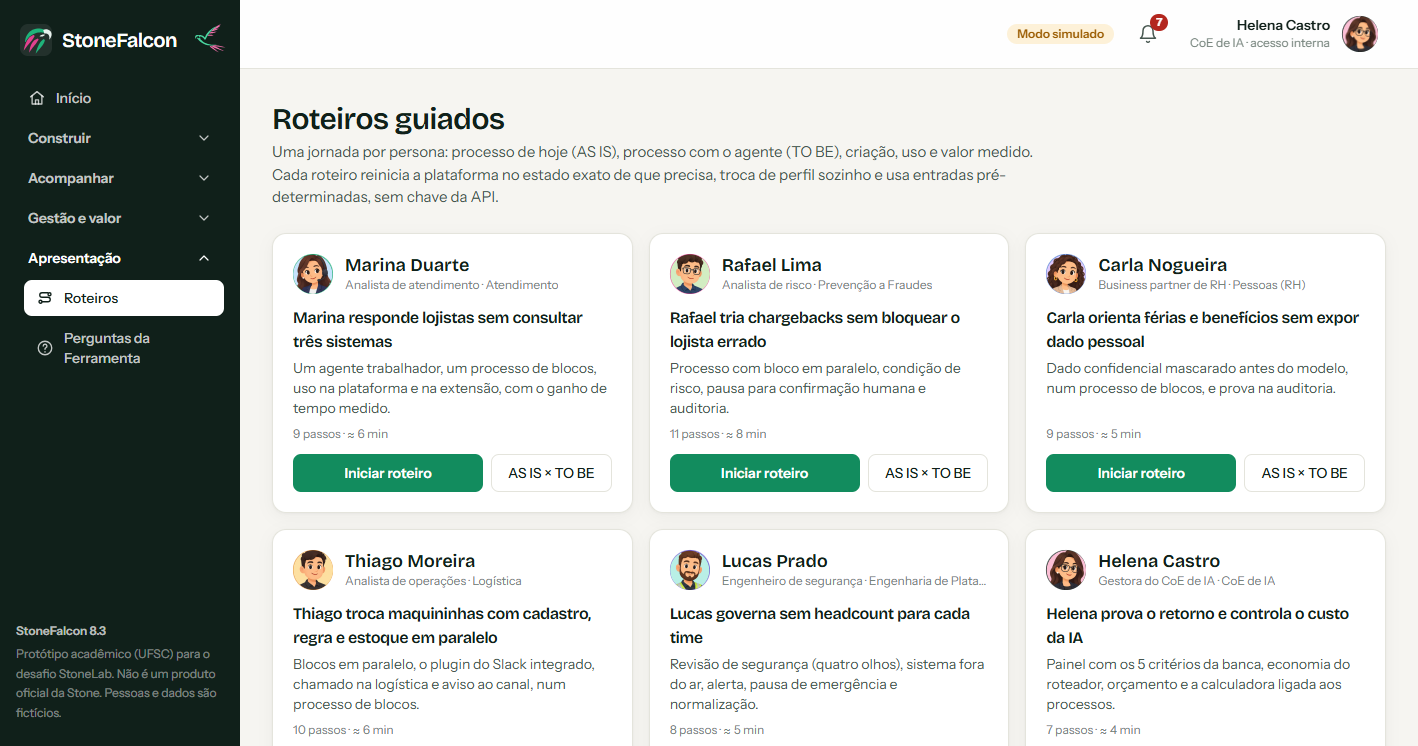 StoneFalcon
Modo simulado
7
Helena Castro
CoE de IA · acesso interna
Início
Construir
Acompanhar
Gestão e valor
Apresentação
Roteiros
Perguntas da
Ferramenta
StoneFalcon 8.3
Protótipo acadêmico (UFSC) para o
desafio StoneLab. Não é um produto
oficial da Stone. Pessoas e dados são
fictícios.
Roteiros guiados
Uma jornada por persona: processo de hoje (AS IS), processo com o agente (TO BE), criação, uso e valor medido.
Cada roteiro reinicia a plataforma no estado exato de que precisa, troca de perfil sozinho e usa entradas pré-
determinadas, sem chave da API.
Marina Duarte
Analista de atendimento · Atendimento
Marina responde lojistas sem consultar
três sistemas
Um agente trabalhador, um processo de blocos,
uso na plataforma e na extensão, com o ganho de
tempo medido.
9 passos · ≈ 6 min
Iniciar roteiro
AS IS × TO BE
Rafael Lima
Analista de risco · Prevenção a Fraudes
Rafael tria chargebacks sem bloquear o
lojista errado
Processo com bloco em paralelo, condição de
risco, pausa para confirmação humana e
auditoria.
11 passos · ≈ 8 min
Iniciar roteiro
AS IS × TO BE
Carla Nogueira
Business partner de RH · Pessoas (RH)
Carla orienta férias e benefícios sem expor
dado pessoal
Dado confidencial mascarado antes do modelo,
num processo de blocos, e prova na auditoria.
9 passos · ≈ 5 min
Iniciar roteiro
AS IS × TO BE
Thiago Moreira
Analista de operações · Logística
Thiago troca maquininhas com cadastro,
regra e estoque em paralelo
Blocos em paralelo, o plugin do Slack integrado,
chamado na logística e aviso ao canal, num
processo de blocos.
10 passos · ≈ 6 min
Lucas Prado
Engenheiro de segurança · Engenharia de Plata...
Lucas governa sem headcount para cada
time
Revisão de segurança (quatro olhos), sistema fora
do ar, alerta, pausa de emergência e
normalização.
8 passos · ≈ 5 min
Helena Castro
Gestora do CoE de IA · CoE de IA
Helena prova o retorno e controla o custo
da IA
Painel com os 5 critérios da banca, economia do
roteador, orçamento e a calculadora ligada aos
processos.
7 passos · ≈ 4 min